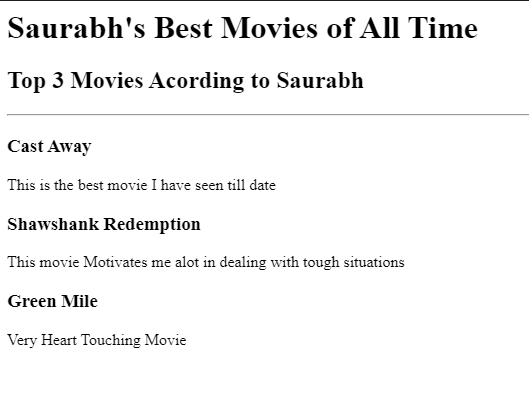 Saurabh's Best Movies of All Time
Top 3 Movies Acording to Saurabh
Cast Away
This is the best movie I have seen till date
Shawshank Redemption
This movie Motivates me alot in dealing with tough situations
Green Mile
Very Heart Touching Movie